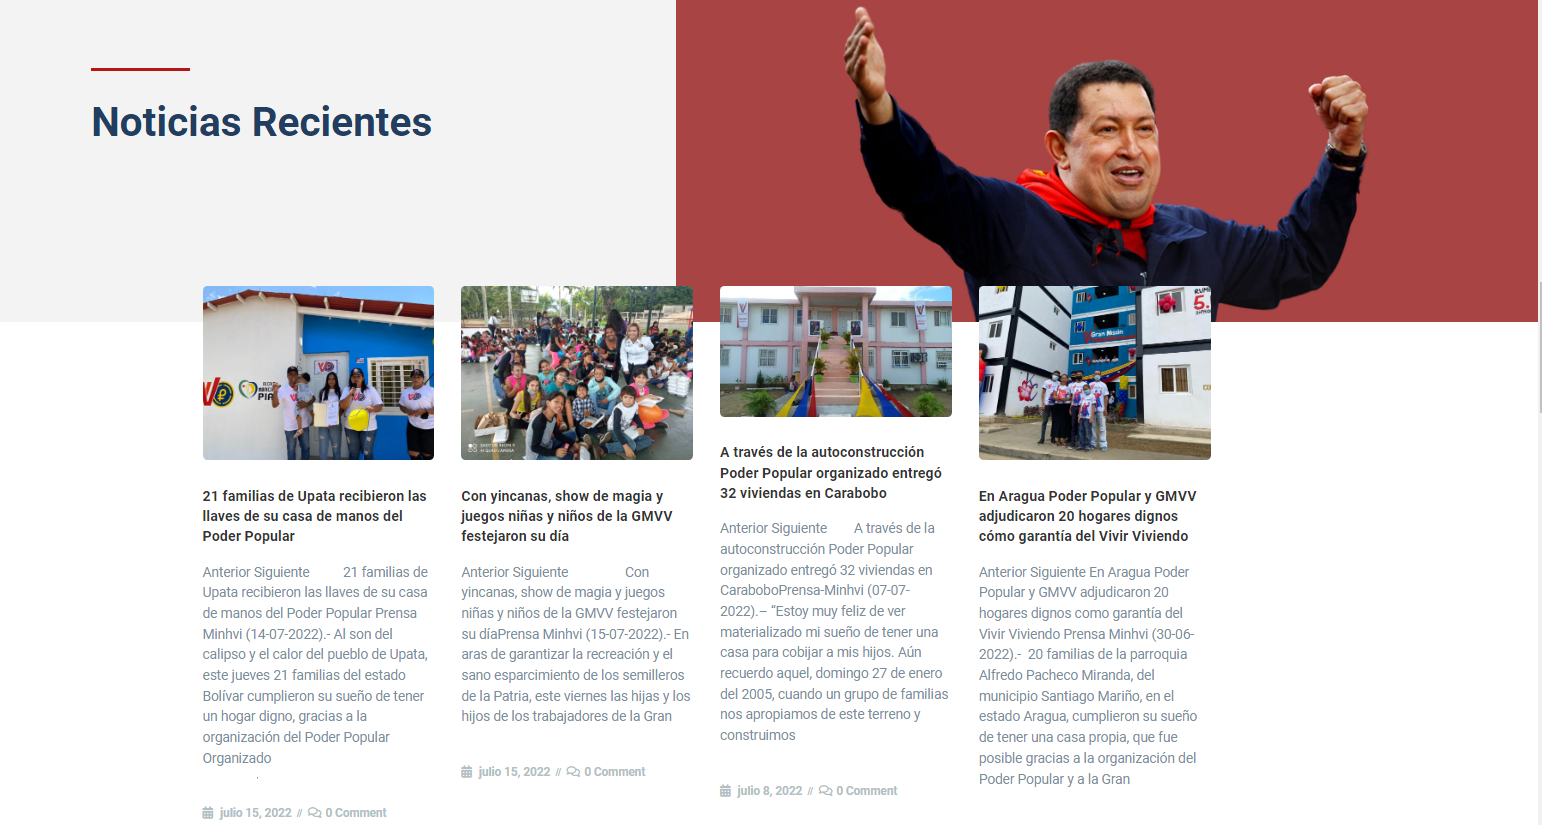 Noticias Recientes
RUMB
5.
Gran Misión
PIA
21 familias de Upata recibieron las
llaves de su casa de manos del
Poder Popular
Anterior Siguiente 21 familias de
Upata recibieron las llaves de su casa
de manos del Poder Popular Prensa
Minhvi (14-07-2022).- Al son del
calipso y el calor del pueblo de Upata,
este jueves 21 familias del estado
Bolívar cumplieron su sueño de tener
un hogar digno, gracias a la
organización del Poder Popular
Organizado
.
julio 15, 2022 // 0 Comment
Con yincanas, show de magia y
juegos niñas y niños de la GMVV
festejaron su día
Anterior Siguiente Con
yincanas, show de magia y juegos
niñas y niños de la GMVV festejaron
su díaPrensa Minhvi (15-07-2022).- En
aras de garantizar la recreación y el
sano esparcimiento de los semilleros
de la Patria, este viernes las hijas y los
hijos de los trabajadores de la Gran
julio 15, 2022 // 0 Comment
A través de la autoconstrucción
Poder Popular organizado entregó
32 viviendas en Carabobo
Anterior Siguiente A través de la
autoconstrucción Poder Popular
organizado entregó 32 viviendas en
CaraboboPrensa-Minhvi (07-07-
2022).– “Estoy muy feliz de ver
materializado mi sueño de tener una
casa para cobijar a mis hijos. Aún
recuerdo aquel, domingo 27 de enero
del 2005, cuando un grupo de familias
nos apropiamos de este terreno y
construimos
julio 8, 2022 // 0 Comment
En Aragua Poder Popular y GMVV
adjudicaron 20 hogares dignos
cómo garantía del Vivir Viviendo
Anterior Siguiente En Aragua Poder
Popular y GMVV adjudicaron 20
hogares dignos como garantía del
Vivir Viviendo Prensa Minhvi (30-06-
2022).- 20 familias de la parroquia
Alfredo Pacheco Miranda, del
municipio Santiago Mariño, en el
estado Aragua, cumplieron su sueño
de tener una casa propia, que fue
posible gracias a la organización del
Poder Popular y a la Gran